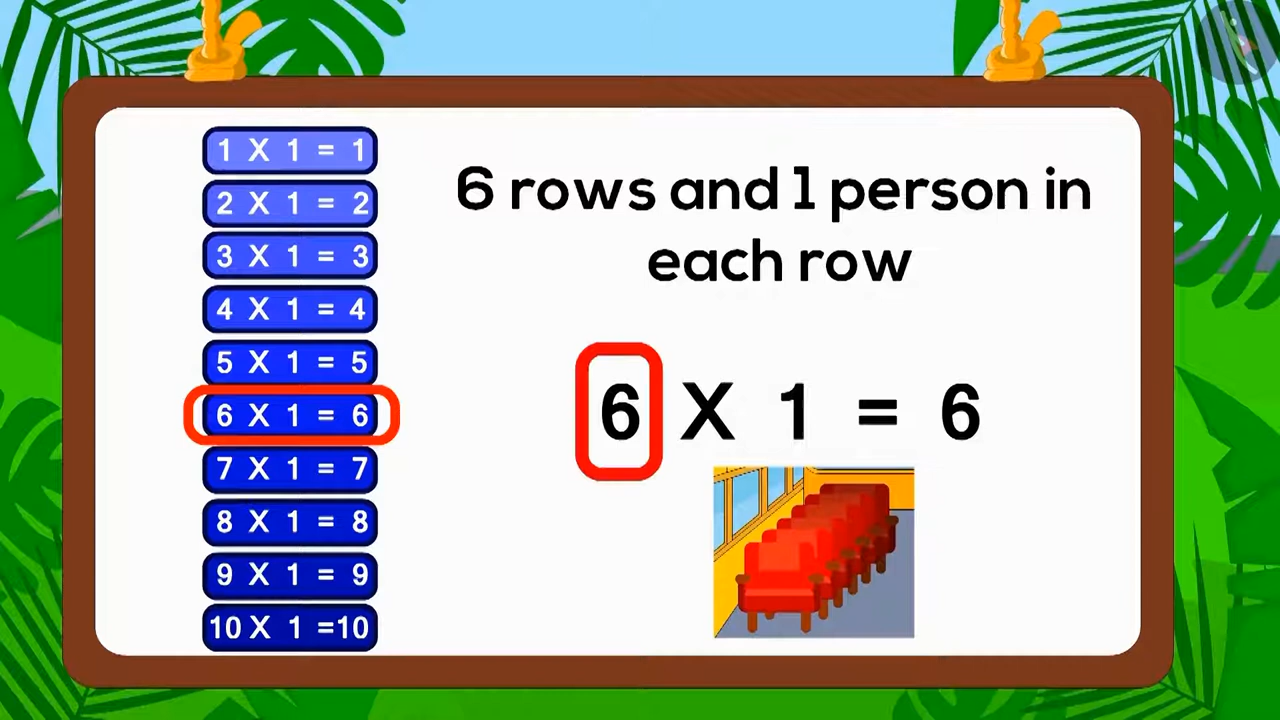 1 X 1 = 1
2 X 1 = 2
3 X 1 = 3
4 X 1 = 4
5 X 1 = 5
6 X 1 = 6
7 X 1 = 7
8 X 1 = 8
9 X 1 = 9
10 X 1 =10
6 rows and 1 person in
each row
6 X 1 = 6